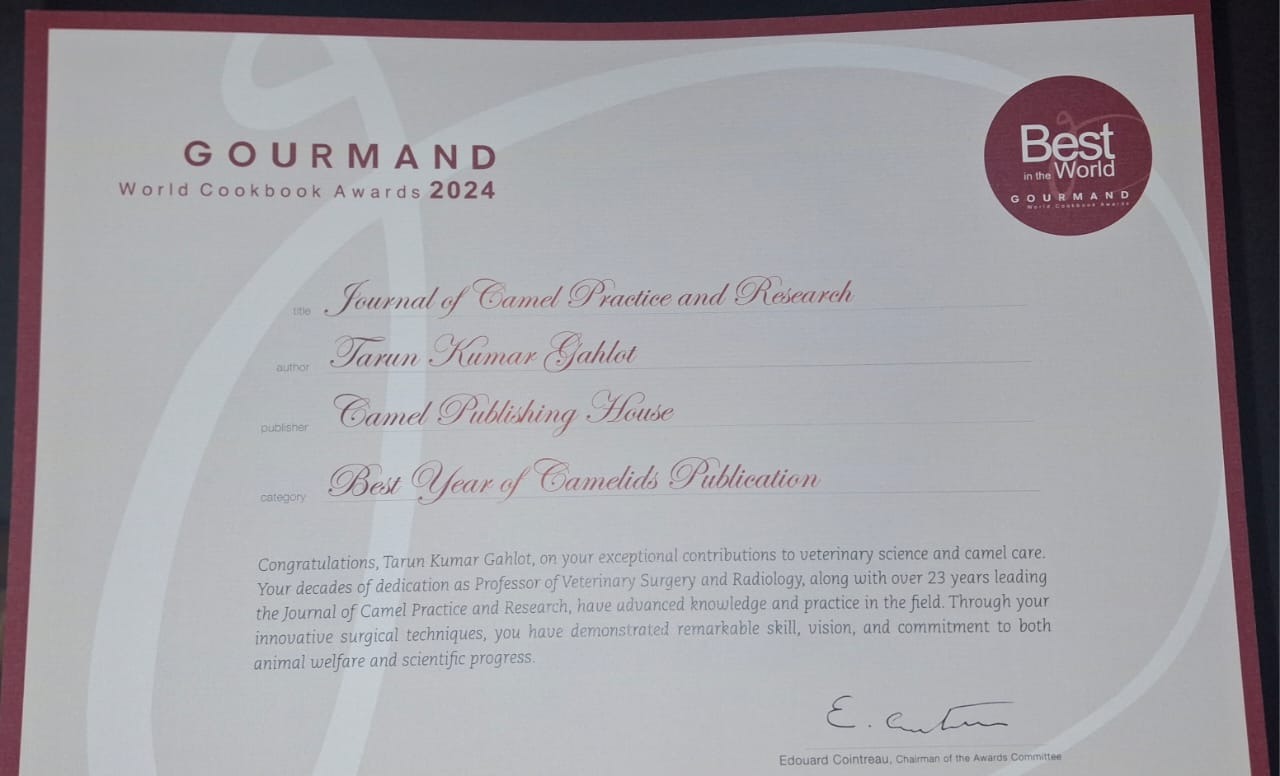 GOURMAND
World Cookbook Awards 2024
Best
in the World
GOURMAND
World Cookbook Awards
title Journal of Camel Practice and Research
author Tarun Kumar Gahlot
publisher Camel Publishing House
category Best Year of Camelids Publication
Congratulations, Tarun Kumar Gahlot, on your exceptional contributions to veterinary science and camel care.
Your decades of dedication as Professor of Veterinary Surgery and Radiology, along with over 23 years leading
the Journal of Camel Practice and Research, have advanced knowledge and practice in the field. Through your
innovative surgical techniques, you have demonstrated remarkable skill, vision, and commitment to both
animal welfare and scientific progress.
Edouard Cointreau, Chairman of the Awards Committee